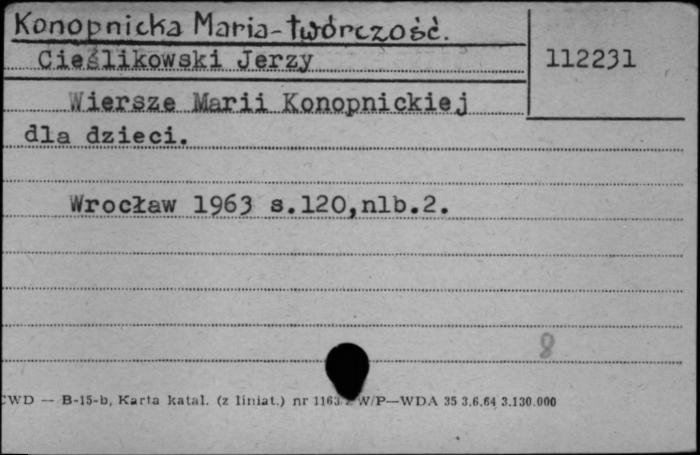 Konopnicka Maria-twórczość.
Cieślikowski Jerzy
112231
Wiersze Marii Konopnickiej
dla dzieci.
Wrocław 1963 s.120,nlb.2.
8
CWD — B-15-b, Karta katal. (z liniat.) nr 1163 W/P—WDA 35 3.6.64 3.130.000